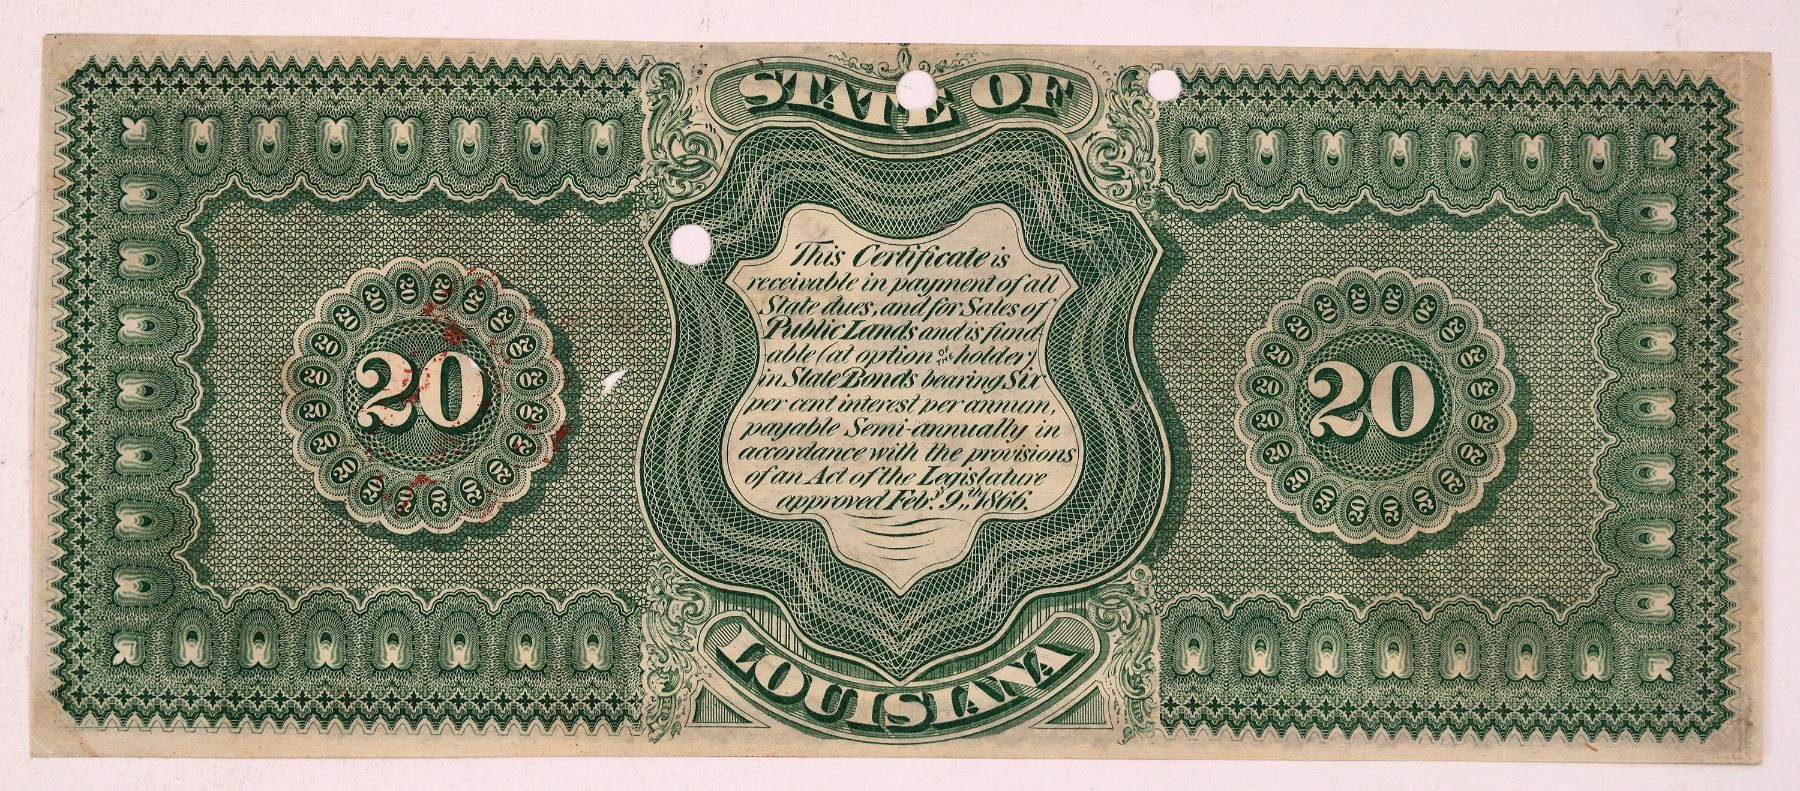 STATE OF
This Certificate is
receivable in payment of all
State dues, and for Sales of
Public Lands and is fund
able (at option of holder)
in State Bonds bearing Six
per cent interest per annum,
payable Semi-annually in
accordance with the provisions
of an Act of the Legislature
approved Feb.y 9th, 1866.
20
20
LOUISIANA